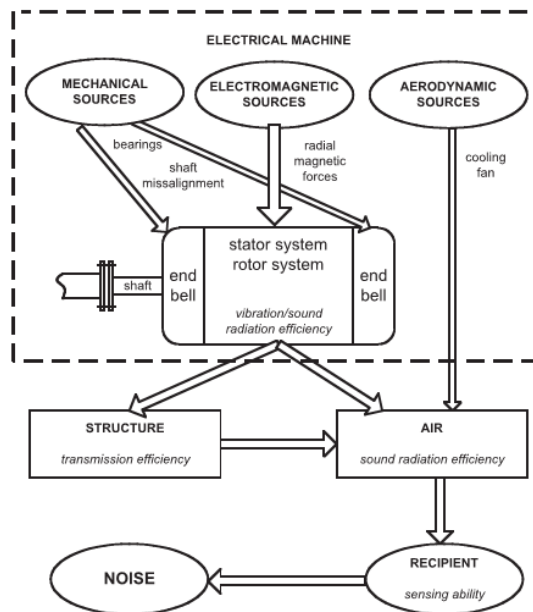 ELECTRICAL MACHINE
MECHANICAL
SOURCES
ELECTROMAGNETIC
SOURCES
AERODYNAMIC
SOURCES
bearings
shaft
missalignment
radial
magnetic
forces
cooling
fan
shaft
end
bell
stator system
rotor system
vibration/sound
radiation efficiency
end
bell
STRUCTURE
transmission efficiency
AIR
sound radiation efficiency
NOISE
RECIPIENT
sensing ability